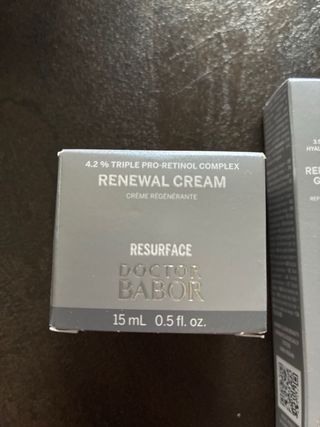 4.2 % TRIPLE PRO-RETINOL COMPLEX
RENEWAL CREAM
CRÈME RÉGÉNÉRANTE
RESURFACE
DOCTOR
BABOR
15 mL 0.5 fl. oz.